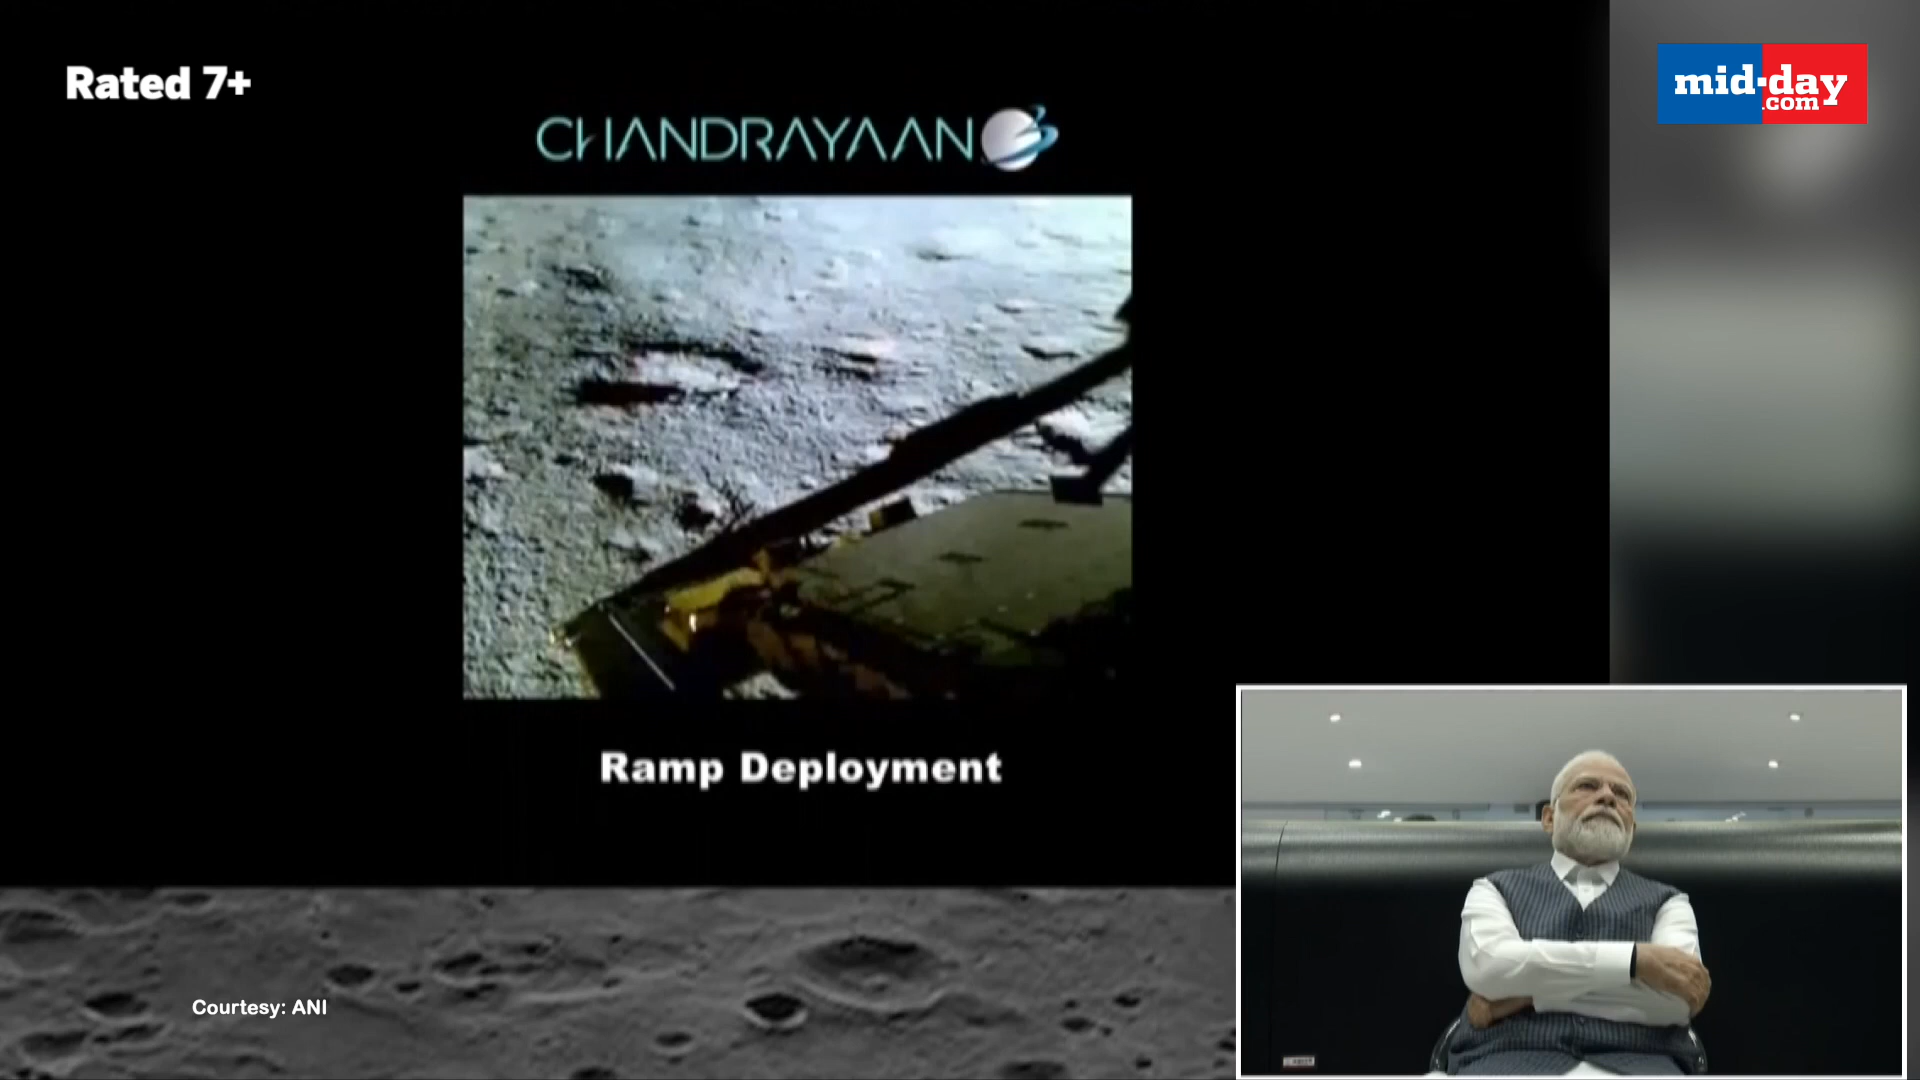 Rated 7+
mid-day
.com
CHANDRAYAAN
Ramp Deployment
Courtesy: ANI